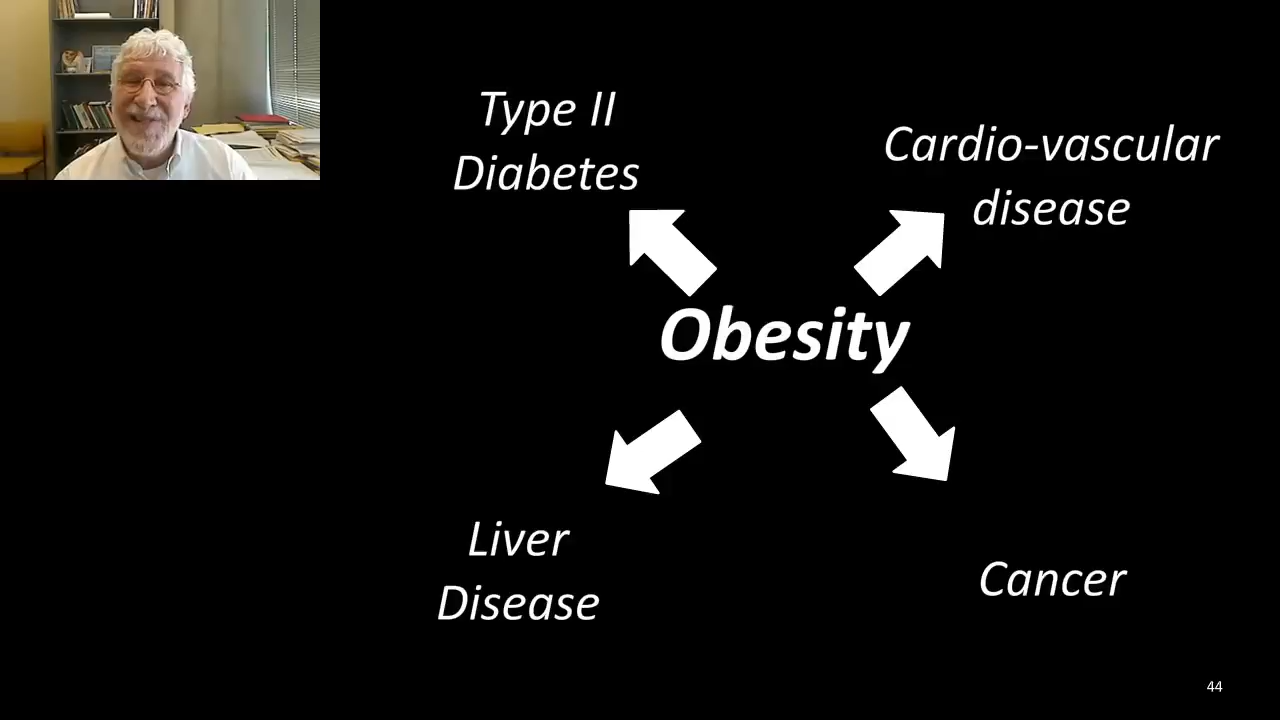 Type II
Diabetes
Cardio-vascular
disease
Obesity
Liver
Disease
Cancer
44